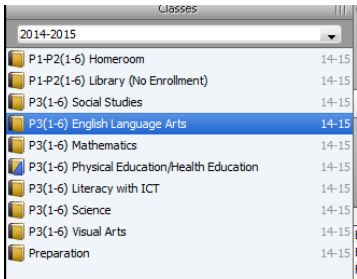 Classes
2014-2015
P1-P2(1-6) Homeroom 14-15
P1-P2(1-6) Library (No Enrollment) 14-15
P3(1-6) Social Studies 14-15
P3(1-6) English Language Arts 14-15
P3(1-6) Mathematics 14-15
P3(1-6) Physical Education/Health Education 14-15
P3(1-6) Literacy with ICT 14-15
P3(1-6) Science 14-15
P3(1-6) Visual Arts 14-15
Preparation 14-15